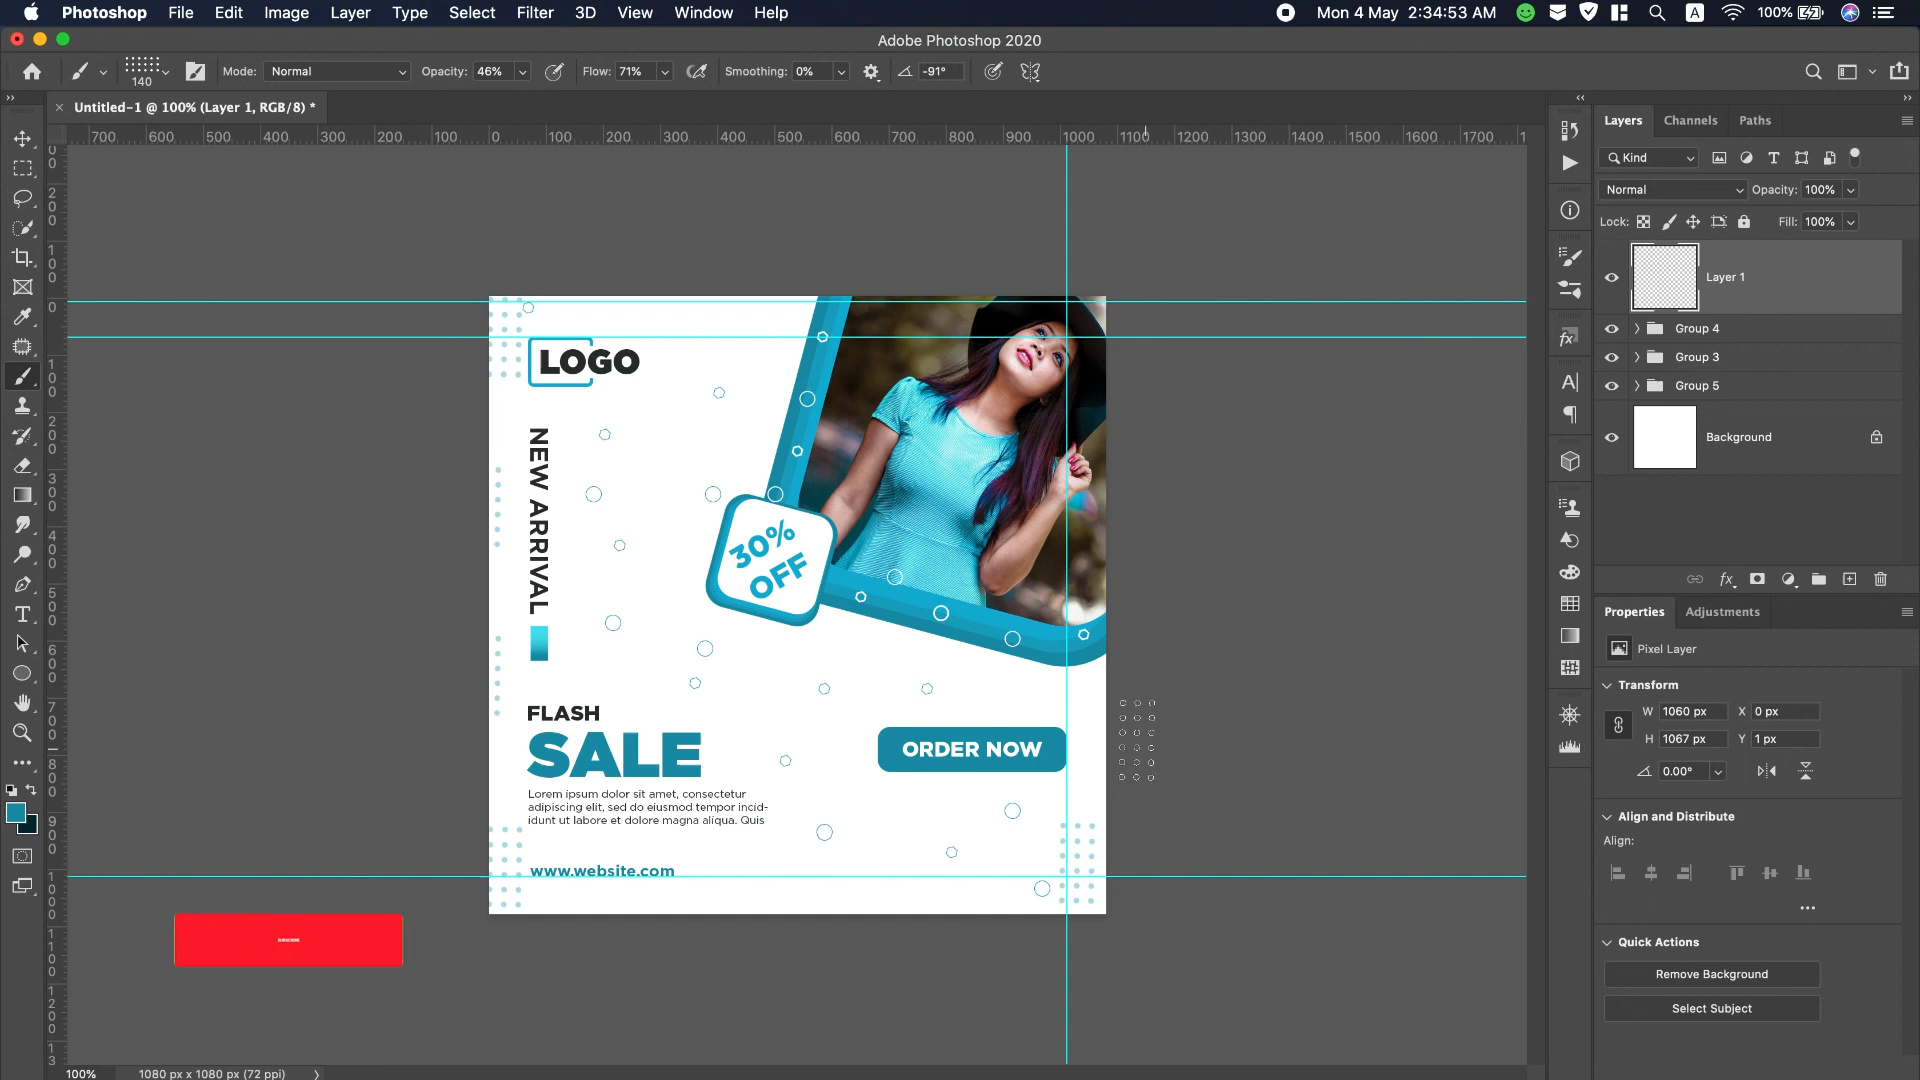 Photoshop File Edit Image Layer Type Select Filter 3D View Window Help
Mon 4 May 2:34:53 AM A 100%
Adobe Photoshop 2020
140 Mode: Normal Opacity: 46% Flow: 71% Smoothing: 0% -91°
Untitled-1 @ 100% (Layer 1, RGB/8) *
700 600 500 400 300 200 100 0 100 200 300 400 500 600 700 800 900 1000 1100 1200 1300 1400 1500 1600 1700
LOGO
NEW ARRIVAL
30%
OFF
FLASH
SALE
ORDER NOW
Lorem ipsum dolor sit amet, consectetur
adipiscing elit, sed do eiusmod tempor incid-
idunt ut labore et dolore magna aliqua. Quis
www.website.com
SUBSCRIBE
100% 1080 px x 1080 px (72 ppi)
Layers Channels Paths
Kind
Normal Opacity: 100%
Lock: Fill: 100%
Layer 1
Group 4
Group 3
Group 5
Background
fx
Properties Adjustments
Pixel Layer
Transform
W 1060 px X 0 px
H 1067 px Y 1 px
0.00°
Align and Distribute
Align:
Quick Actions
Remove Background
Select Subject